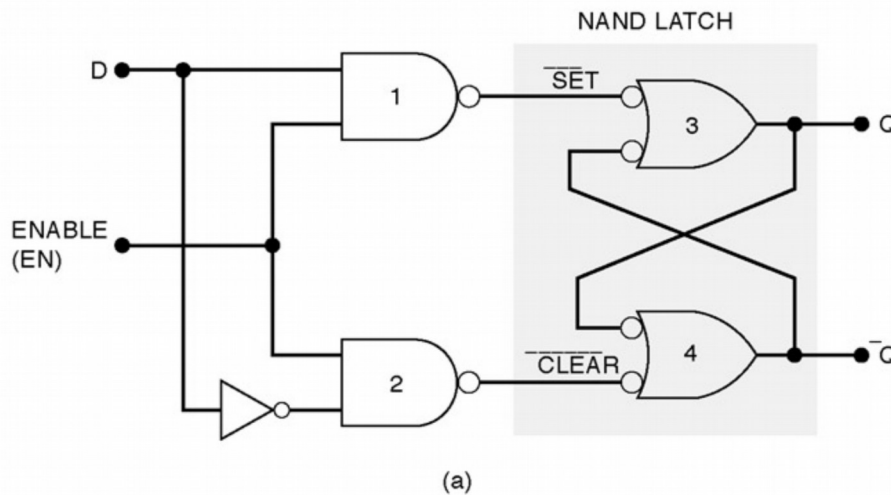 NAND LATCH
D
1
SET
3
Q
ENABLE
(EN)
2
CLEAR
4
Q̅
(a)